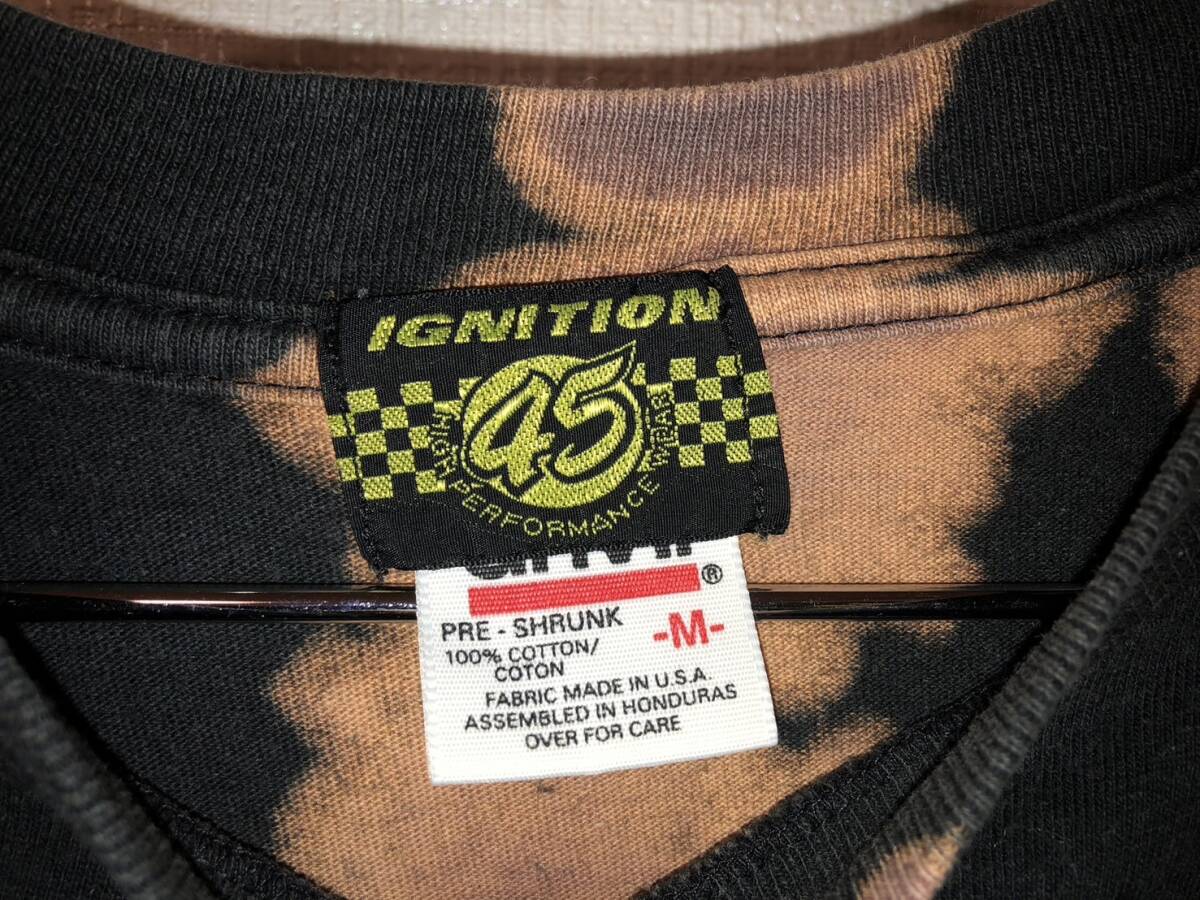 IGNITION
45
HIGH PERFORMANCE WEAR
anvil
®
PRE - SHRUNK
-M-
100% COTTON/
COTON
FABRIC MADE IN U.S.A.
ASSEMBLED IN HONDURAS
OVER FOR CARE